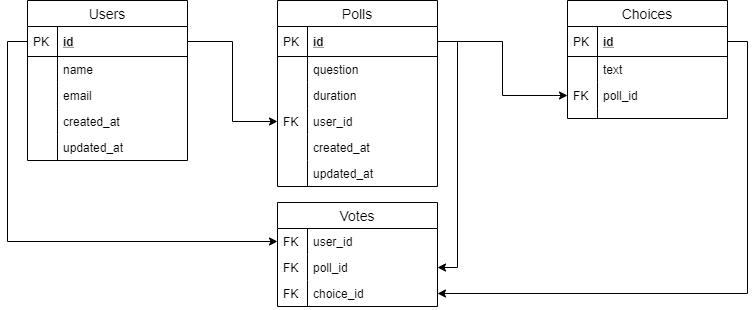 Users
PK id
name
email
created_at
updated_at
Polls
PK id
question
duration
FK user_id
created_at
updated_at
Choices
PK id
text
FK poll_id
Votes
FK user_id
FK poll_id
FK choice_id